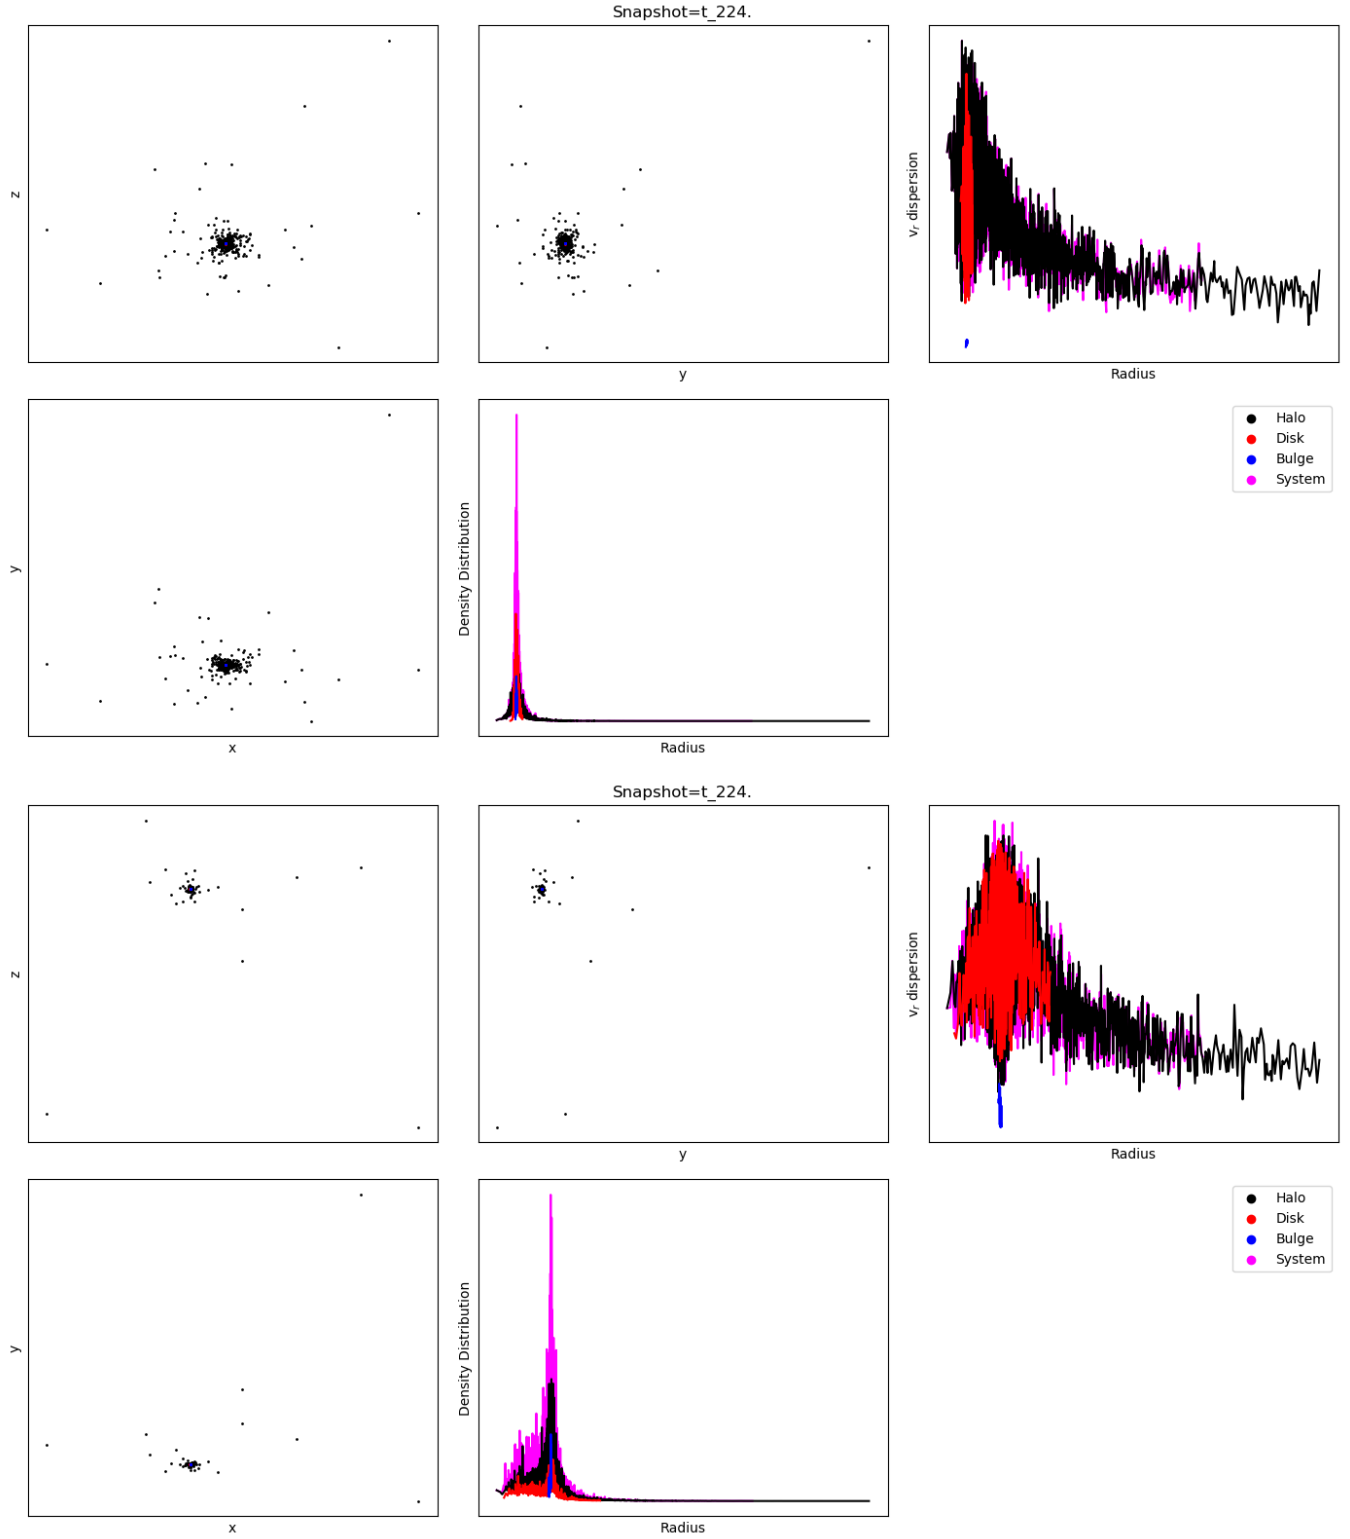 Snapshot=t_224.
z
y
v_r dispersion
Radius
y
x
Density Distribution
Radius
Halo
Disk
Bulge
System
Snapshot=t_224.
z
y
v_r dispersion
Radius
y
x
Density Distribution
Radius
Halo
Disk
Bulge
System